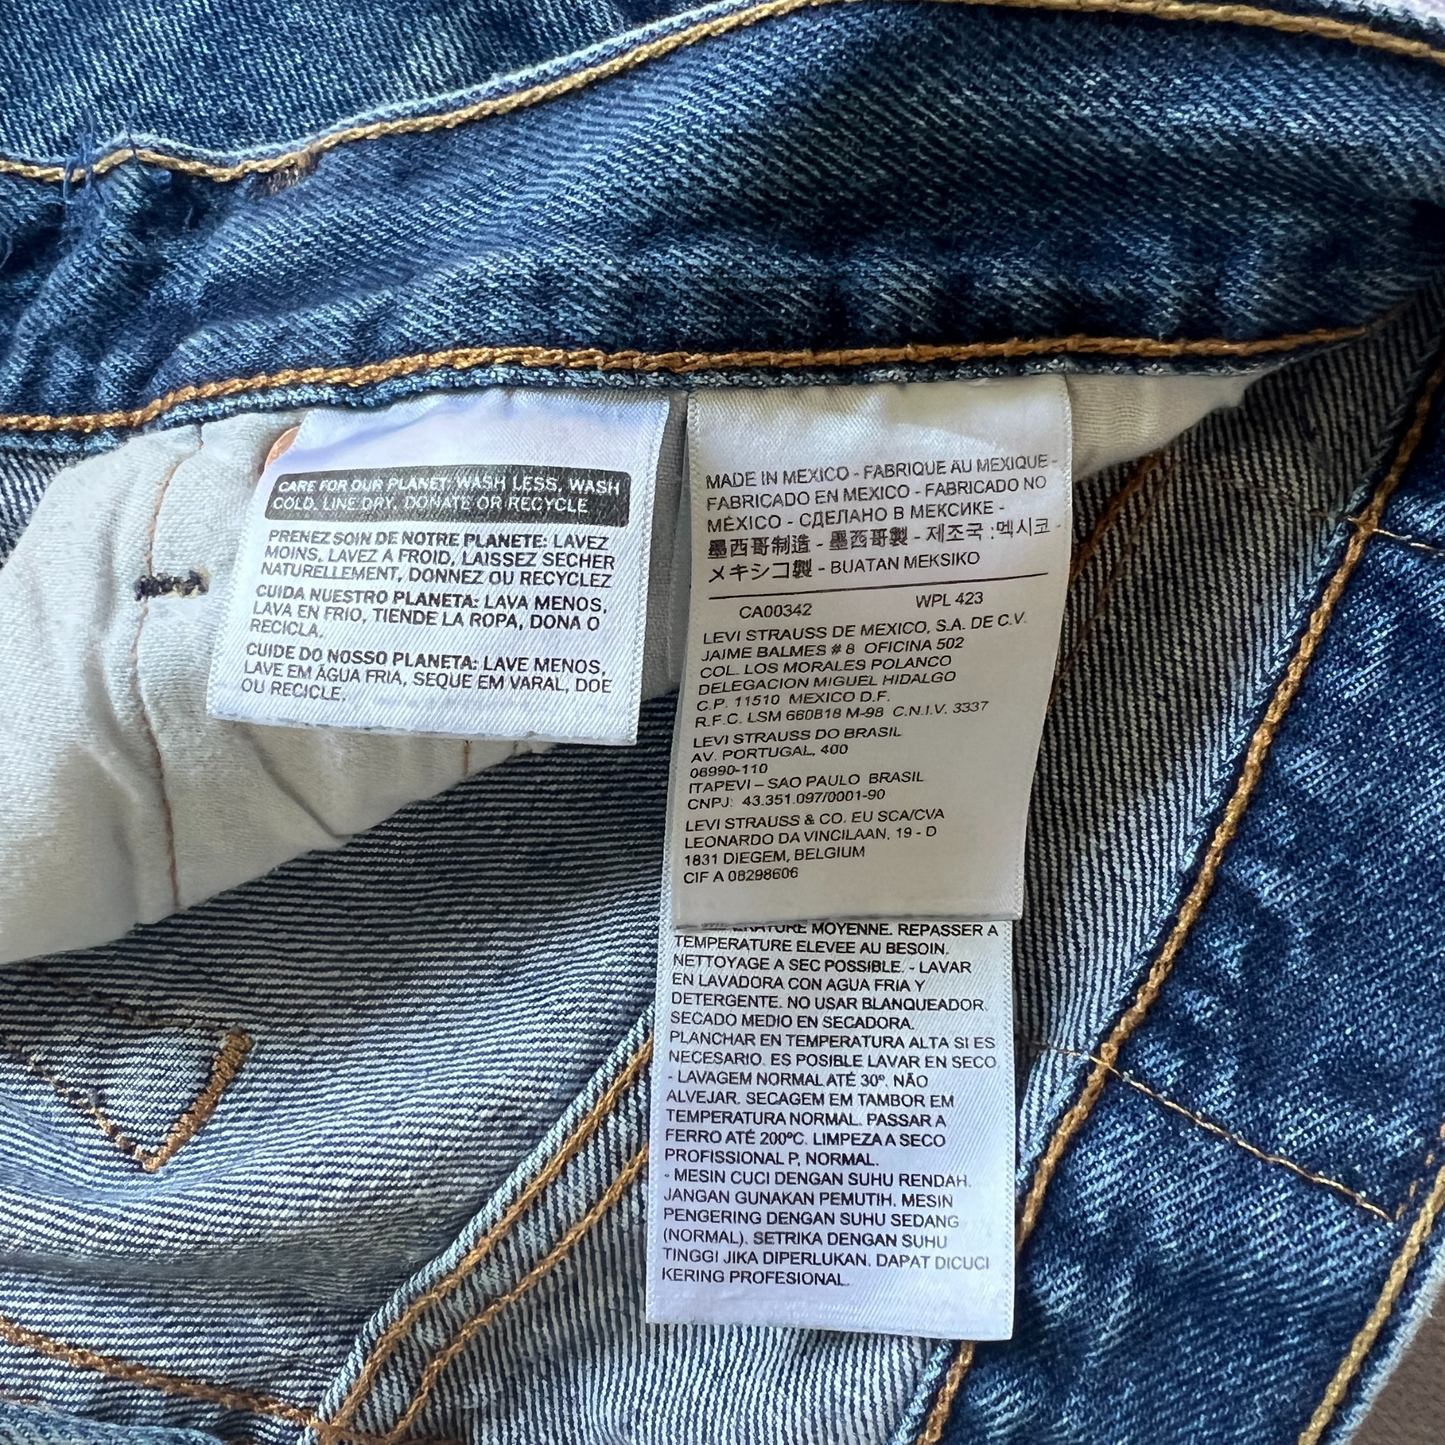 CARE FOR OUR PLANET: WASH LESS, WASH
COLD, LINE DRY, DONATE OR RECYCLE
PRENEZ SOIN DE NOTRE PLANETE: LAVEZ
MOINS, LAVEZ A FROID, LAISSEZ SECHER
NATURELLEMENT, DONNEZ OU RECYCLEZ
CUIDA NUESTRO PLANETA: LAVA MENOS,
LAVA EN FRIO, TIENDE LA ROPA, DONA O
RECICLA.
CUIDE DO NOSSO PLANETA: LAVE MENOS,
LAVE EM ÁGUA FRIA, SEQUE EM VARAL, DOE
OU RECICLE.
MADE IN MEXICO - FABRIQUE AU MEXIQUE -
FABRICADO EN MEXICO - FABRICADO NO
MÉXICO - СДЕЛАНО В МЕКСИКЕ -
墨西哥制造 - 墨西哥製 - 제조국 :멕시코 -
メキシコ製 - BUATAN MEKSIKO
CA00342 WPL 423
LEVI STRAUSS DE MEXICO, S.A. DE C.V.
JAIME BALMES # 8 OFICINA 502
COL. LOS MORALES POLANCO
DELEGACION MIGUEL HIDALGO
C.P. 11510 MEXICO D.F.
R.F.C. LSM 660818 M-98 C.N.I.V. 3337
LEVI STRAUSS DO BRASIL
AV. PORTUGAL, 400
06990-110
ITAPEVI – SAO PAULO BRASIL
CNPJ: 43.351.097/0001-90
LEVI STRAUSS & CO. EU SCA/CVA
LEONARDO DA VINCILAAN, 19 - D
1831 DIEGEM, BELGIUM
CIF A 08298606
MOYENNE. REPASSER A
TEMPERATURE ELEVEE AU BESOIN.
NETTOYAGE A SEC POSSIBLE. - LAVAR
EN LAVADORA CON AGUA FRIA Y
DETERGENTE. NO USAR BLANQUEADOR.
SECADO MEDIO EN SECADORA.
PLANCHAR EN TEMPERATURA ALTA SI ES
NECESARIO. ES POSIBLE LAVAR EN SECO.
- LAVAGEM NORMAL ATÉ 30º. NÃO
ALVEJAR. SECAGEM EM TAMBOR EM
TEMPERATURA NORMAL. PASSAR A
FERRO ATÉ 200ºC. LIMPEZA A SECO
PROFISSIONAL P, NORMAL.
- MESIN CUCI DENGAN SUHU RENDAH.
JANGAN GUNAKAN PEMUTIH. MESIN
PENGERING DENGAN SUHU SEDANG
(NORMAL). SETRIKA DENGAN SUHU
TINGGI JIKA DIPERLUKAN. DAPAT DICUCI
KERING PROFESIONAL.